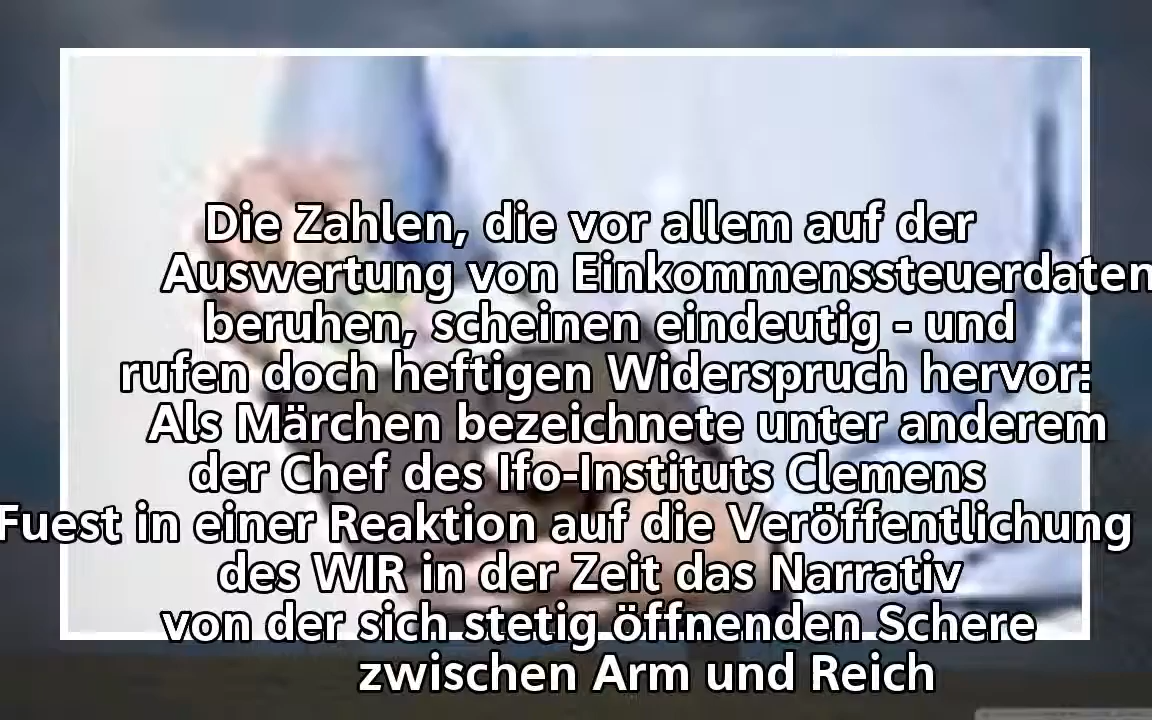 Die Zahlen, die vor allem auf der
Auswertung von Einkommenssteuerdaten
beruhen, scheinen eindeutig - und
rufen doch heftigen Widerspruch hervor:
Als Märchen bezeichnete unter anderem
der Chef des Ifo-Instituts Clemens
Fuest in einer Reaktion auf die Veröffentlichung
des WIR in der Zeit das Narrativ
von der sich stetig öffnenden Schere
zwischen Arm und Reich